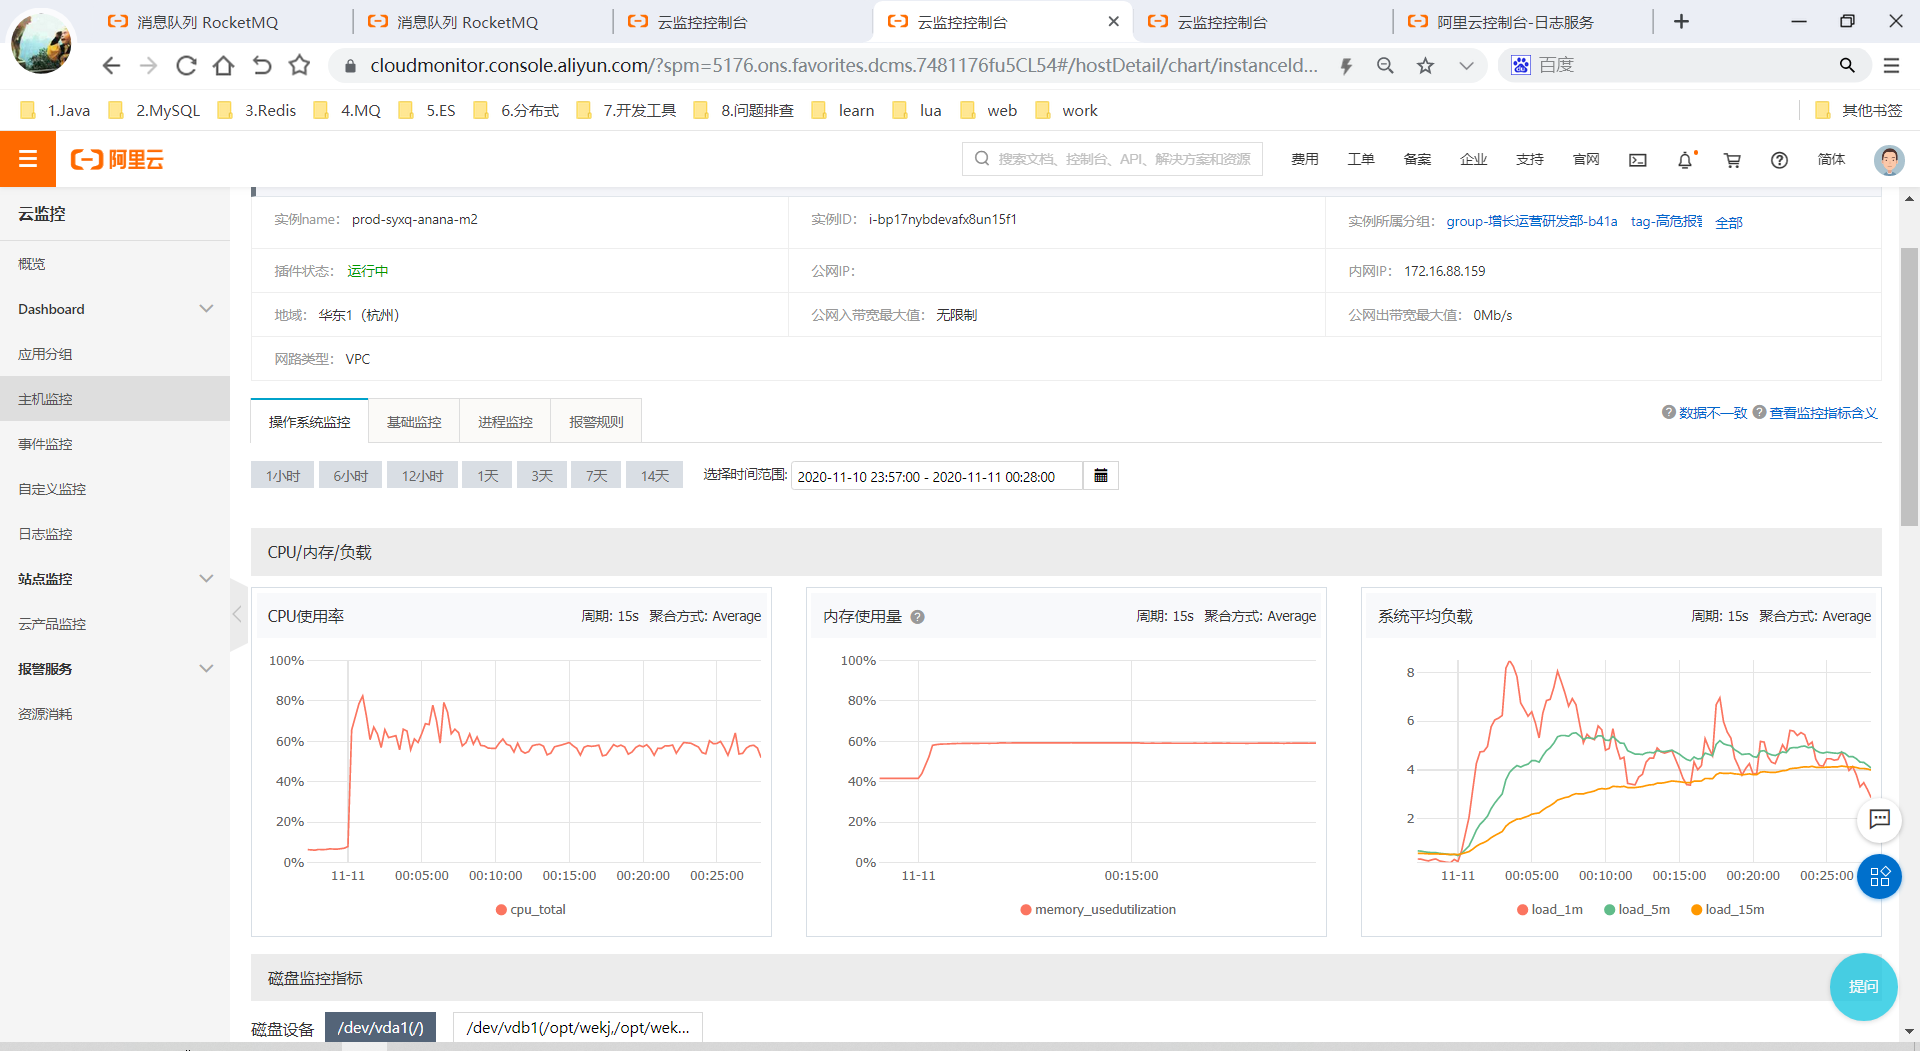 消息队列 RocketMQ
消息队列 RocketMQ
云监控控制台
云监控控制台
云监控控制台
阿里云控制台-日志服务
cloudmonitor.console.aliyun.com/?spm=5176.ons.favorites.dcms.7481176fu5CL54#/hostDetail/chart/instanceId...
百度
1.Java
2.MySQL
3.Redis
4.MQ
5.ES
6.分布式
7.开发工具
8.问题排查
learn
lua
web
work
其他书签
阿里云
搜索文档、控制台、API、解决方案和资源
费用
工单
备案
企业
支持
官网
简体
云监控
概览
Dashboard
应用分组
主机监控
事件监控
自定义监控
日志监控
站点监控
云产品监控
报警服务
资源消耗
实例name： prod-syxq-anana-m2
实例ID： i-bp17nybdevafx8un15f1
实例所属分组： group-增长运营研发部-b41a tag-高危报警 全部
插件状态： 运行中
公网IP：
内网IP： 172.16.88.159
地域： 华东1（杭州）
公网入带宽最大值： 无限制
公网出带宽最大值： 0Mb/s
网路类型： VPC
操作系统监控
基础监控
进程监控
报警规则
数据不一致
查看监控指标含义
1小时
6小时
12小时
1天
3天
7天
14天
选择时间范围:
2020-11-10 23:57:00 - 2020-11-11 00:28:00
CPU/内存/负载
CPU使用率
周期: 15s 聚合方式: Average
100%
80%
60%
40%
20%
0%
11-11
00:05:00
00:10:00
00:15:00
00:20:00
00:25:00
cpu_total
内存使用量
周期: 15s 聚合方式: Average
100%
80%
60%
40%
20%
0%
11-11
00:15:00
memory_usedutilization
系统平均负载
周期: 15s 聚合方式: Average
8
6
4
2
11-11
00:05:00
00:10:00
00:15:00
00:20:00
00:25:00
load_1m
load_5m
load_15m
磁盘监控指标
提问
磁盘设备
/dev/vda1(/)
/dev/vdb1(/opt/wekj,/opt/wek...